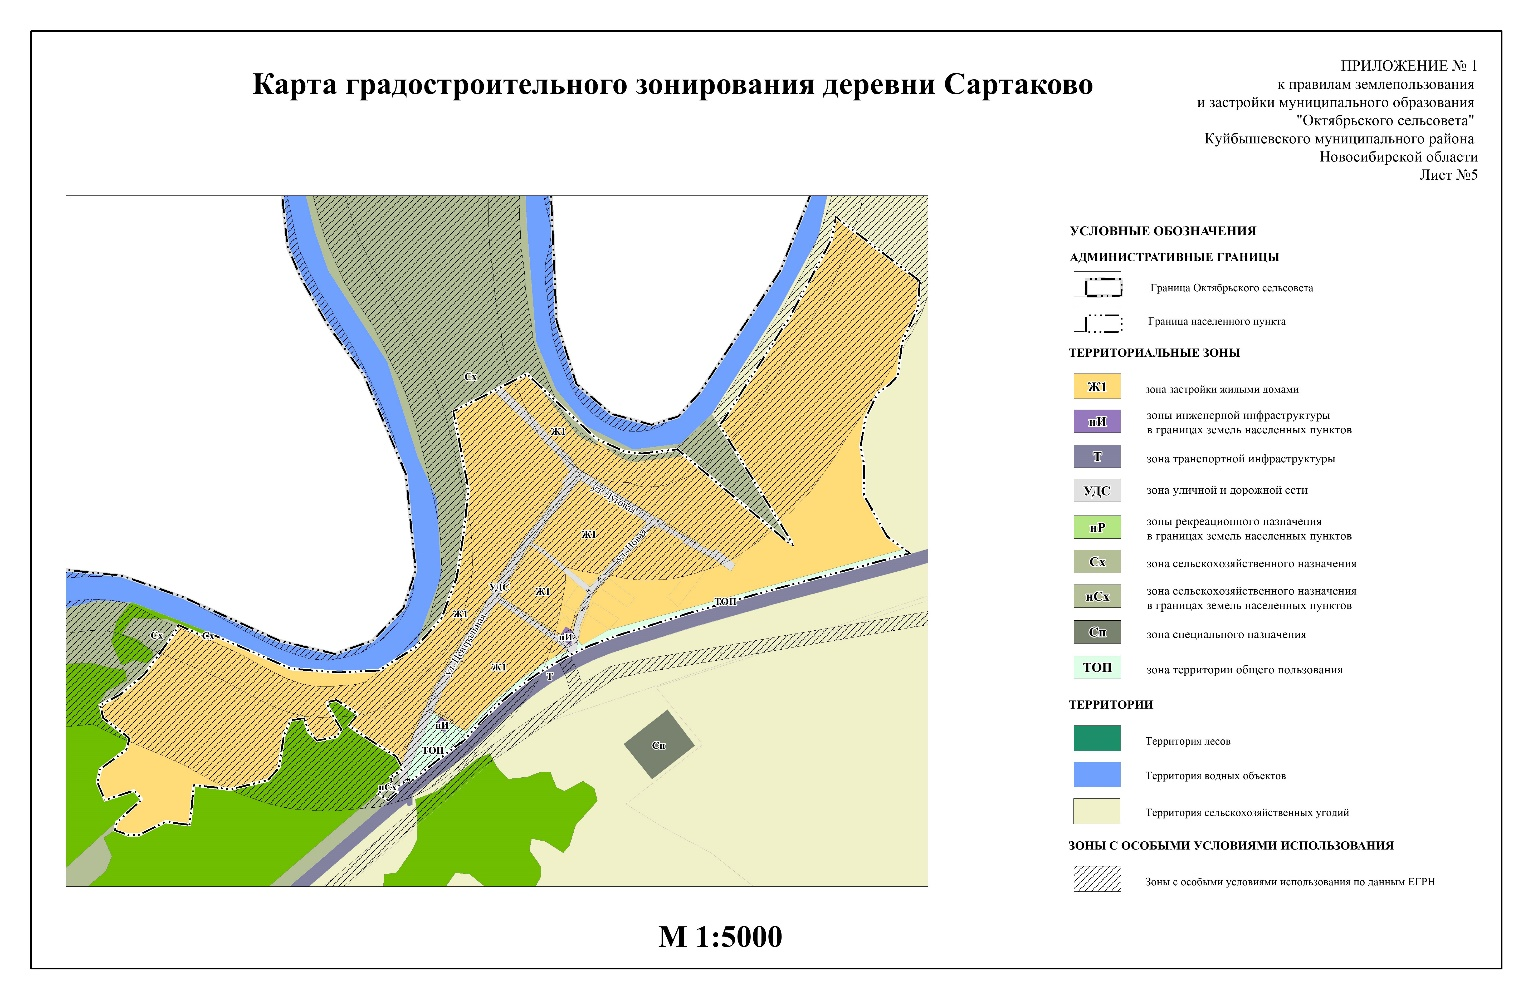 Карта градостроительного зонирования деревни Сартаково
ПРИЛОЖЕНИЕ № 1
к правилам землепользования
и застройки муниципального образования
"Октябрьского сельсовета"
Куйбышевского муниципального района
Новосибирской области
Лист №5
Сх
Ж1
ул. Луговая
Ж1
УДС
Ж1
ТОП
Ж1
Сх
Сх
нИ
ул. Центральная
Ж1
Т
нИ
ТОП
Сп
нСх
УСЛОВНЫЕ ОБОЗНАЧЕНИЯ
АДМИНИСТРАТИВНЫЕ ГРАНИЦЫ
Граница Октябрьского сельсовета
Граница населенного пункта
ТЕРРИТОРИАЛЬНЫЕ ЗОНЫ
Ж1 зона застройки жилыми домами
нИ зоны инженерной инфраструктуры
в границах земель населенных пунктов
Т зона транспортной инфраструктуры
УДС зона уличной и дорожной сети
нР зоны рекреационного назначения
в границах земель населенных пунктов
Сх зона сельскохозяйственного назначения
нСх зона сельскохозяйственного назначения
в границах земель населенных пунктов
Сп зона специального назначения
ТОП зона территории общего пользования
ТЕРРИТОРИИ
Территория лесов
Территория водных объектов
Территория сельскохозяйственных угодий
ЗОНЫ С ОСОБЫМИ УСЛОВИЯМИ ИСПОЛЬЗОВАНИЯ
Зоны с особыми условиями использования по данным ЕГРН
М 1:5000